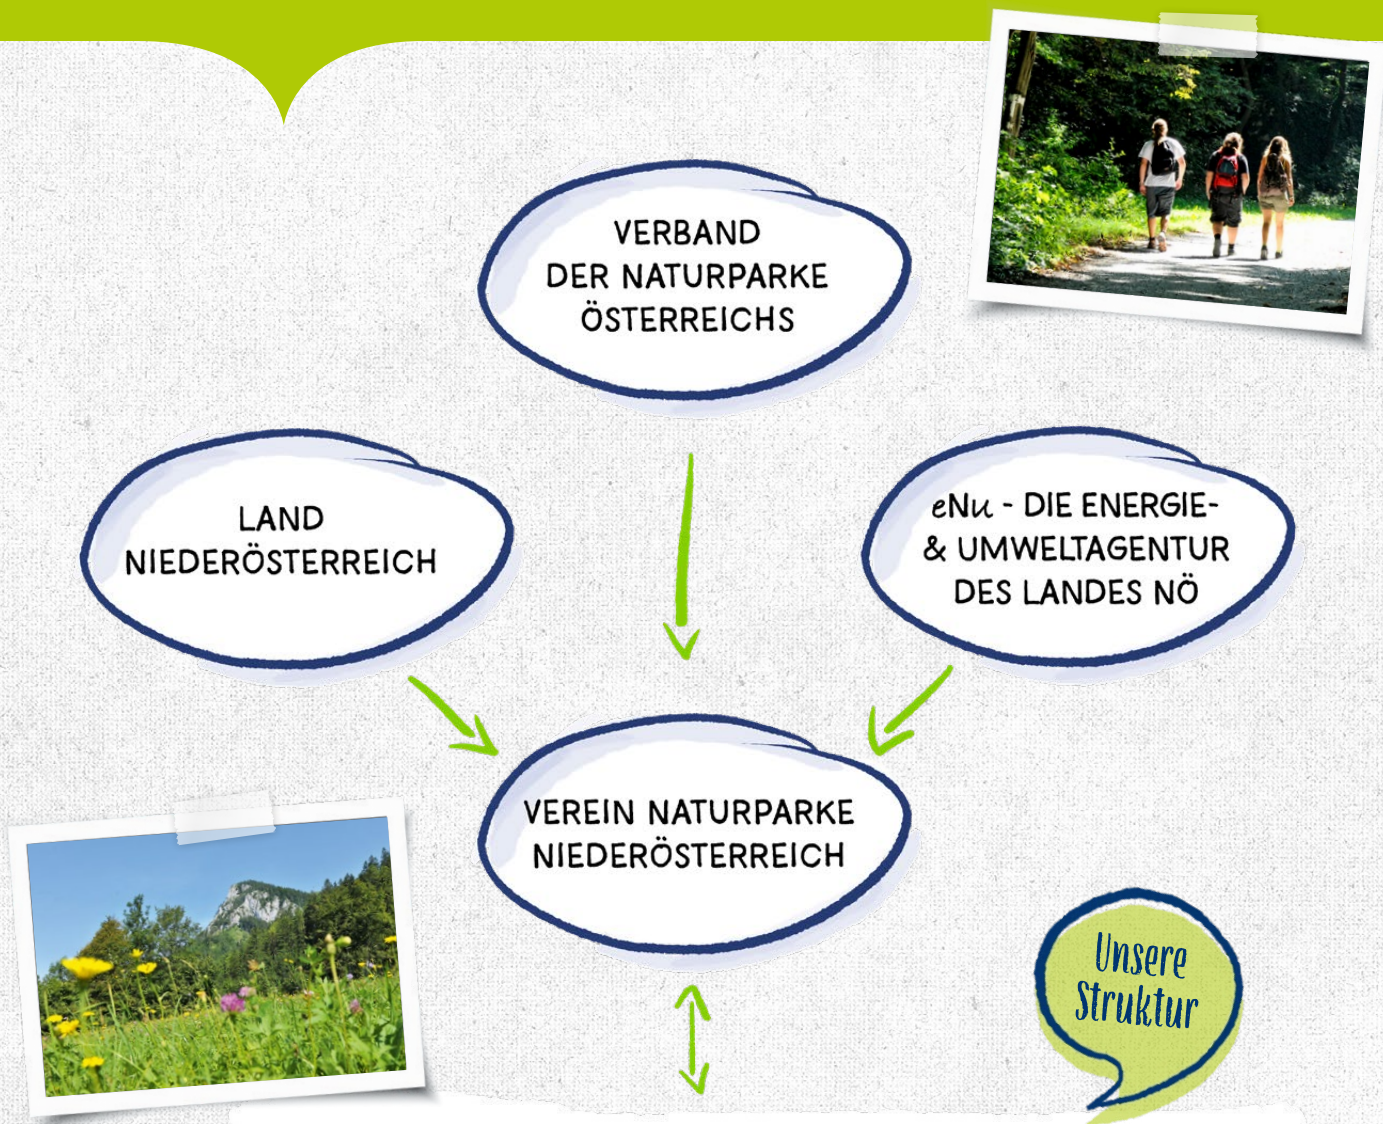 VERBAND
DER NATURPARKE
ÖSTERREICHS
LAND
NIEDERÖSTERREICH
eNu - DIE ENERGIE-
& UMWELTAGENTUR
DES LANDES NÖ
VEREIN NATURPARKE
NIEDERÖSTERREICH
Unsere
Struktur